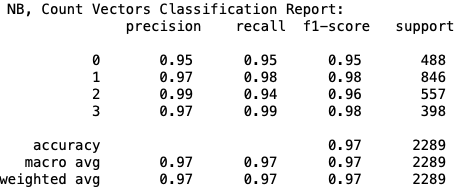 NB, Count Vectors Classification Report:
precision recall f1-score support
0 0.95 0.95 0.95 488
1 0.97 0.98 0.98 846
2 0.99 0.94 0.96 557
3 0.97 0.99 0.98 398
accuracy 0.97 2289
macro avg 0.97 0.97 0.97 2289
weighted avg 0.97 0.97 0.97 2289